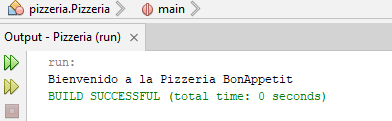 pizzeria.Pizzeria main
Output - Pizzeria (run) ×
run:
Bienvenido a la Pizzeria BonAppetit
BUILD SUCCESSFUL (total time: 0 seconds)